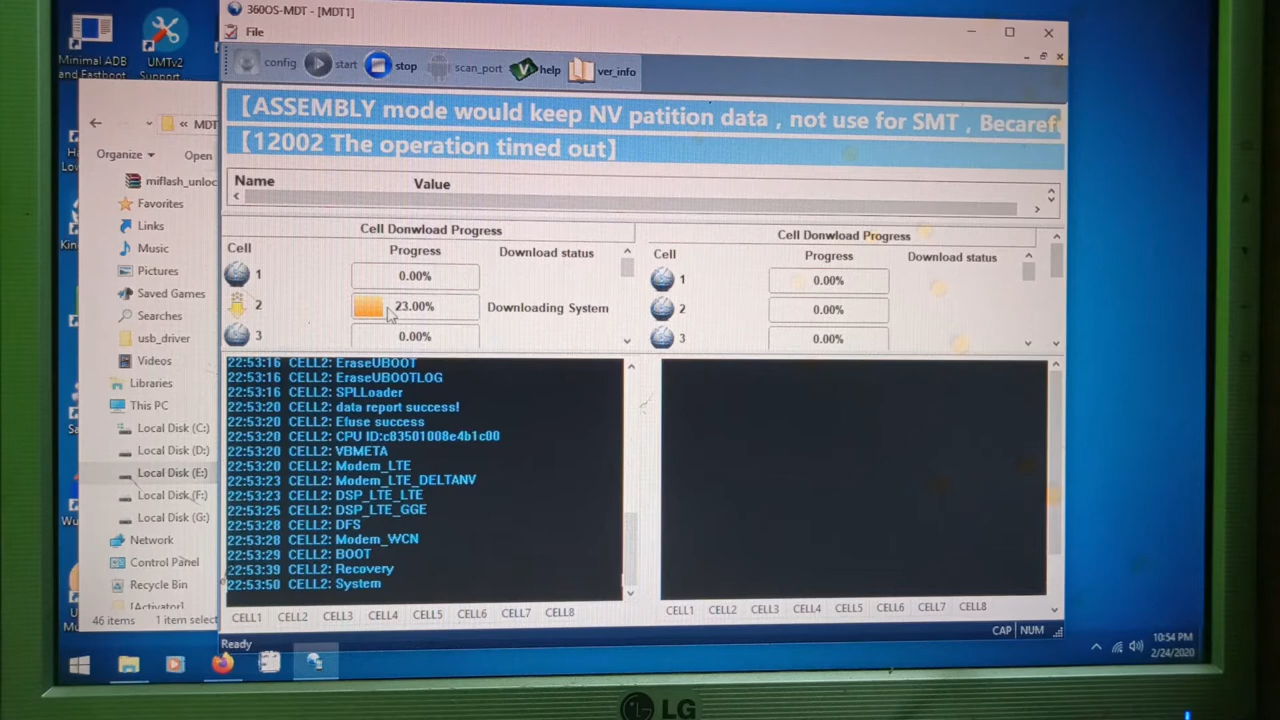 Minimal ADB
and Fastboot
UMTv2
Support
360OS-MDT - [MDT1]
File
config
start
stop
scan_port
help
ver_info
【ASSEMBLY mode would keep NV patition data , not use for SMT , Becaref
【12002 The operation timed out】
Name Value
Cell Donwload Progress
Cell Progress Download status
1 0.00%
2 23.00% Downloading System
3 0.00%
Cell Donwload Progress
Cell Progress Download status
1 0.00%
2 0.00%
3 0.00%
22:53:16 CELL2: EraseUBOOT
22:53:16 CELL2: EraseUBOOTLOG
22:53:16 CELL2: SPLLoader
22:53:20 CELL2: data report success!
22:53:20 CELL2: Efuse success
22:53:20 CELL2: CPU ID:c83501008e4b1c00
22:53:20 CELL2: VBMETA
22:53:20 CELL2: Modem_LTE
22:53:23 CELL2: Modem_LTE_DELTANV
22:53:23 CELL2: DSP_LTE_LTE
22:53:25 CELL2: DSP_LTE_GGE
22:53:28 CELL2: DFS
22:53:28 CELL2: Modem_WCN
22:53:29 CELL2: BOOT
22:53:39 CELL2: Recovery
22:53:50 CELL2: System
CELL1 CELL2 CELL3 CELL4 CELL5 CELL6 CELL7 CELL8
CELL1 CELL2 CELL3 CELL4 CELL5 CELL6 CELL7 CELL8
Ready
CAP NUM
« MDT
Organize
Open
miflash_unloc
Favorites
Links
Music
Pictures
Saved Games
Searches
usb_driver
Videos
Libraries
This PC
Local Disk (C:)
Local Disk (D:)
Local Disk (E:)
Local Disk (F:)
Local Disk (G:)
Network
Control Panel
Recycle Bin
[Activator]
46 items 1 item select
10:54 PM
2/24/2020
LG